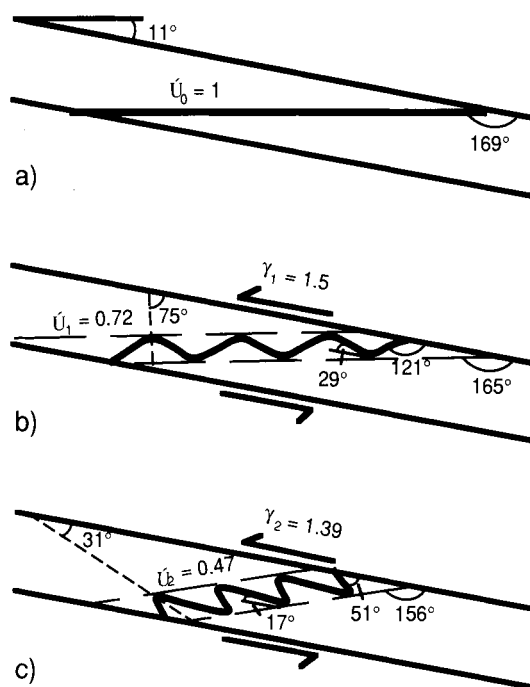 11°
Ú₀ = 1
169°
a)
γ₁ = 1.5
Ú₁ = 0.72
75°
29°
121°
165°
b)
γ₂ = 1.39
31°
Ú₂ = 0.47
17°
51°
156°
c)